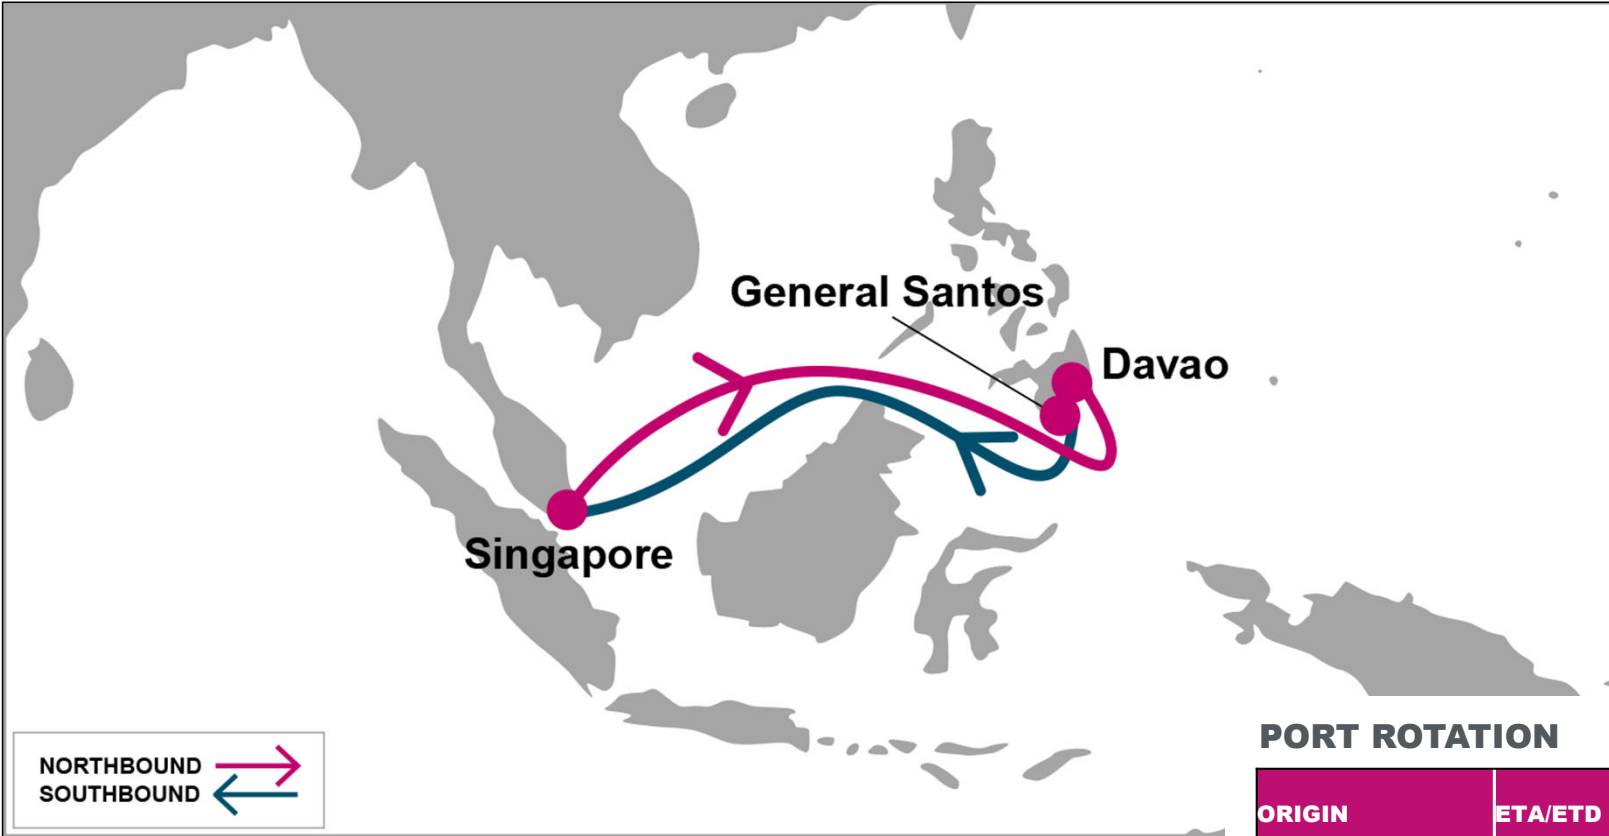 General Santos
Davao
Singapore
NORTHBOUND
SOUTHBOUND
PORT ROTATION
ORIGIN ETA/ETD